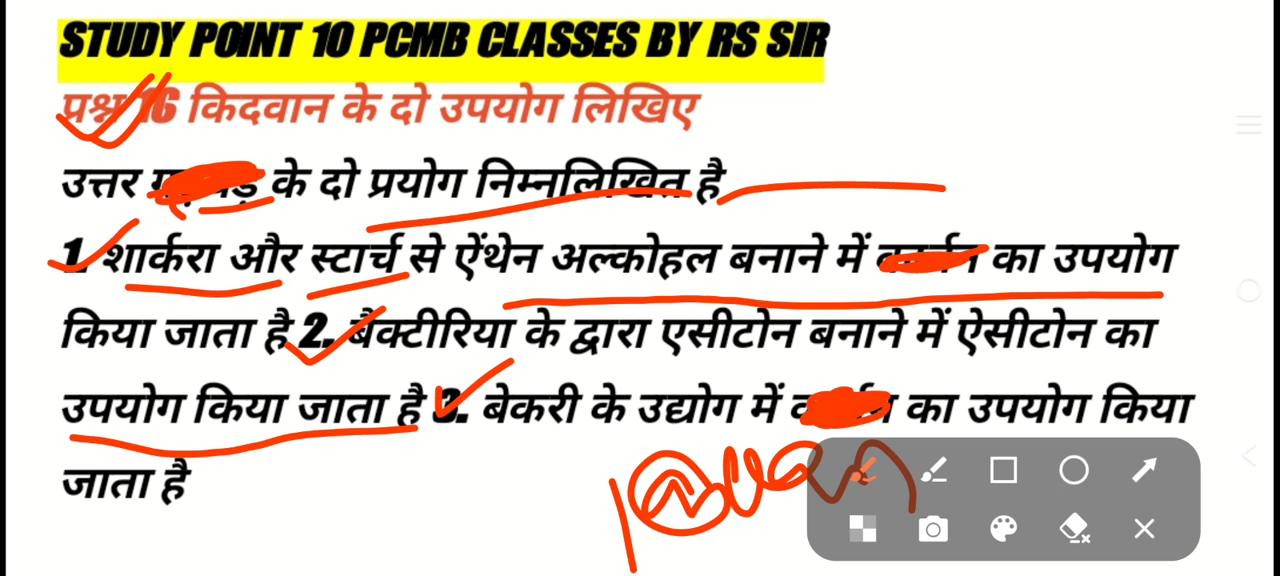 STUDY POINT 10 PCMB CLASSES BY RS SIR
प्रश्न 16 किदवान के दो उपयोग लिखिए
उत्तर के दो प्रयोग निम्नलिखित है
1. शार्करा और स्टार्च से ऐंथेन अल्कोहल बनाने में का उपयोग
किया जाता है 2. बैक्टीरिया के द्वारा एसीटोन बनाने में ऐसीटोन का
उपयोग किया जाता है 3. बेकरी के उद्योग में का उपयोग किया
जाता है